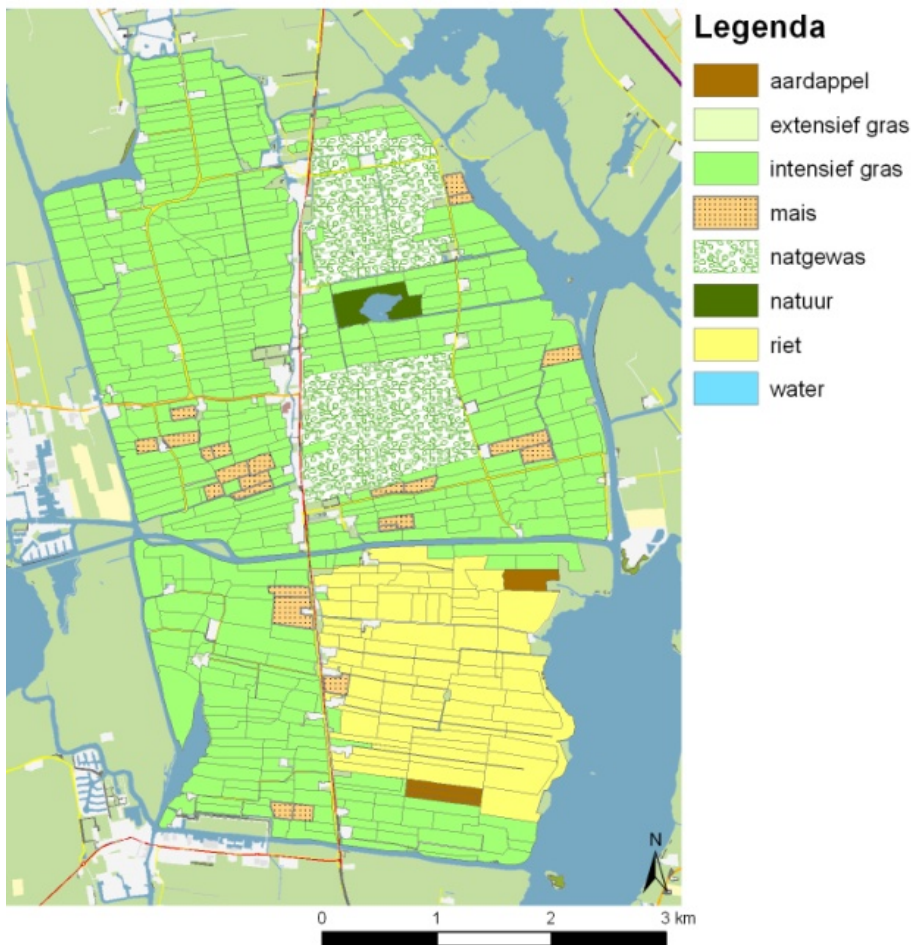 Legenda
aardappel
extensief gras
intensief gras
mais
natgewas
natuur
riet
water
N
0 1 2 3 km